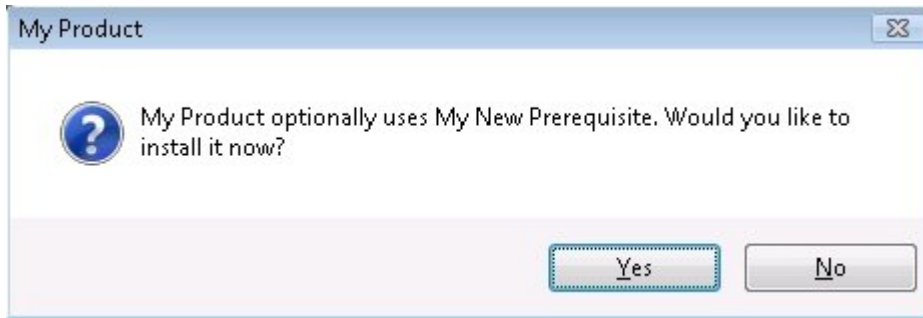 My Product
My Product optionally uses My New Prerequisite. Would you like to
install it now?
Yes
No